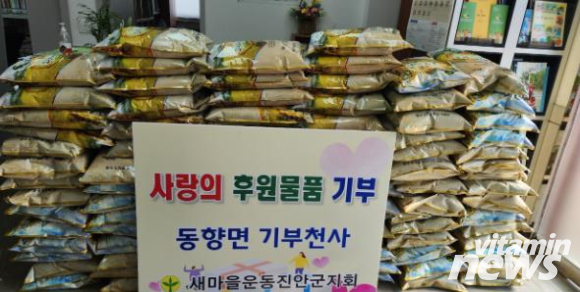 사랑의 후원물품 기부
동향면 기부천사
새마을운동진안군지회
vitamin
NEWS